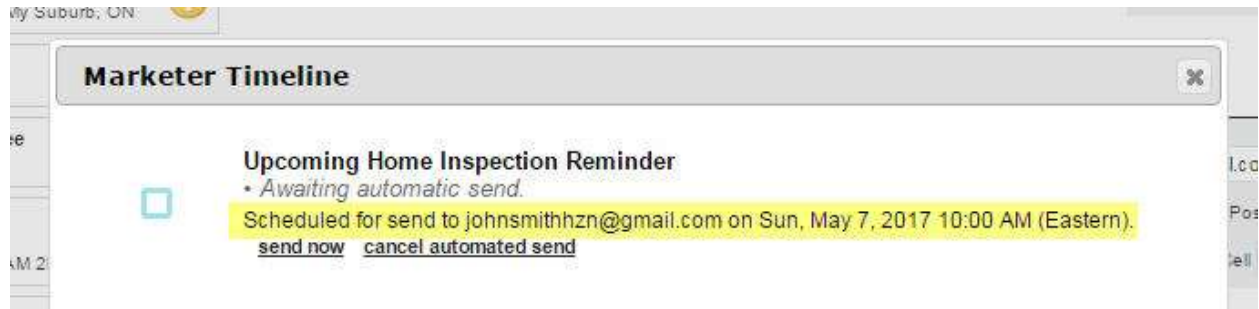 My Suburb, ON
Marketer Timeline
Upcoming Home Inspection Reminder
• Awaiting automatic send.
Scheduled for send to johnsmithhzn@gmail.com on Sun, May 7, 2017 10:00 AM (Eastern).
send now cancel automated send